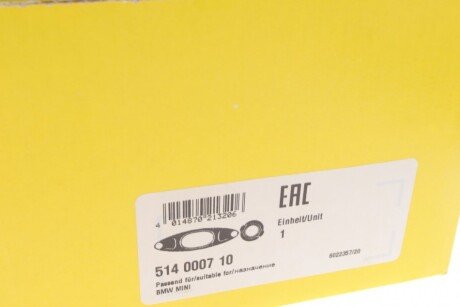 4 014870 213206
EAC
Einheit/Unit
1
514 0007 10
Passend für/suitable for/назначение
BMW MINI
6022357/20